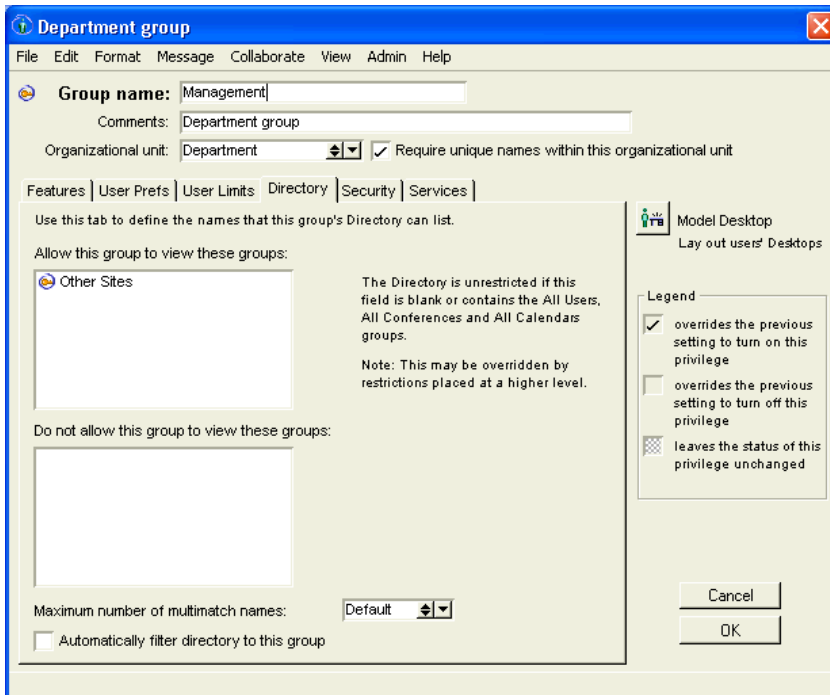 Department group
File Edit Format Message Collaborate View Admin Help
Group name: Management
Comments: Department group
Organizational unit: Department Require unique names within this organizational unit
Features User Prefs User Limits Directory Security Services
Use this tab to define the names that this group's Directory can list.
Allow this group to view these groups:
Other Sites
The Directory is unrestricted if this
field is blank or contains the All Users,
All Conferences and All Calendars
groups.
Note: This may be overridden by
restrictions placed at a higher level.
Do not allow this group to view these groups:
Maximum number of multimatch names: Default
Automatically filter directory to this group
Model Desktop
Lay out users' Desktops
Legend
overrides the previous
setting to turn on this
privilege
overrides the previous
setting to turn off this
privilege
leaves the status of this
privilege unchanged
Cancel
OK